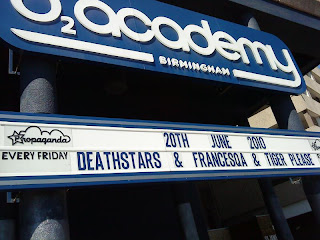 O2 academy
BIRMINGHAM
Propaganda
EVERY FRIDAY
20TH JUNE 2010
DEATHSTARS & FRANCESQA & TIGER PLEASE